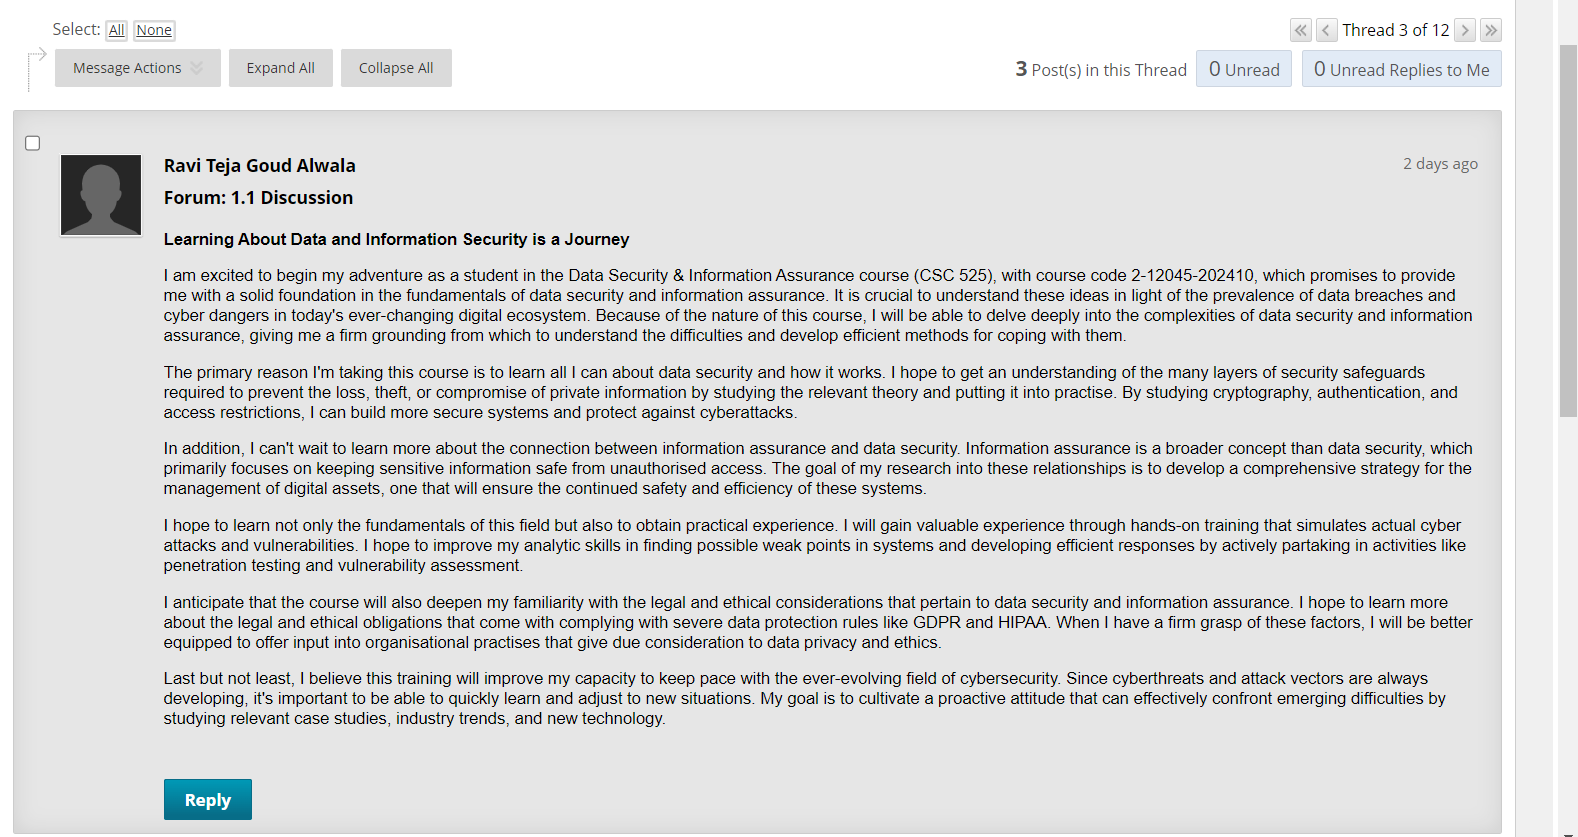 Select: All None
Thread 3 of 12
Message Actions Expand All Collapse All
3 Post(s) in this Thread 0 Unread 0 Unread Replies to Me
Ravi Teja Goud Alwala
2 days ago
Forum: 1.1 Discussion
Learning About Data and Information Security is a Journey
I am excited to begin my adventure as a student in the Data Security & Information Assurance course (CSC 525), with course code 2-12045-202410, which promises to provide
me with a solid foundation in the fundamentals of data security and information assurance. It is crucial to understand these ideas in light of the prevalence of data breaches and
cyber dangers in today's ever-changing digital ecosystem. Because of the nature of this course, I will be able to delve deeply into the complexities of data security and information
assurance, giving me a firm grounding from which to understand the difficulties and develop efficient methods for coping with them.
The primary reason I'm taking this course is to learn all I can about data security and how it works. I hope to get an understanding of the many layers of security safeguards
required to prevent the loss, theft, or compromise of private information by studying the relevant theory and putting it into practise. By studying cryptography, authentication, and
access restrictions, I can build more secure systems and protect against cyberattacks.
In addition, I can't wait to learn more about the connection between information assurance and data security. Information assurance is a broader concept than data security, which
primarily focuses on keeping sensitive information safe from unauthorised access. The goal of my research into these relationships is to develop a comprehensive strategy for the
management of digital assets, one that will ensure the continued safety and efficiency of these systems.
I hope to learn not only the fundamentals of this field but also to obtain practical experience. I will gain valuable experience through hands-on training that simulates actual cyber
attacks and vulnerabilities. I hope to improve my analytic skills in finding possible weak points in systems and developing efficient responses by actively partaking in activities like
penetration testing and vulnerability assessment.
I anticipate that the course will also deepen my familiarity with the legal and ethical considerations that pertain to data security and information assurance. I hope to learn more
about the legal and ethical obligations that come with complying with severe data protection rules like GDPR and HIPAA. When I have a firm grasp of these factors, I will be better
equipped to offer input into organisational practises that give due consideration to data privacy and ethics.
Last but not least, I believe this training will improve my capacity to keep pace with the ever-evolving field of cybersecurity. Since cyberthreats and attack vectors are always
developing, it's important to be able to quickly learn and adjust to new situations. My goal is to cultivate a proactive attitude that can effectively confront emerging difficulties by
studying relevant case studies, industry trends, and new technology.
Reply